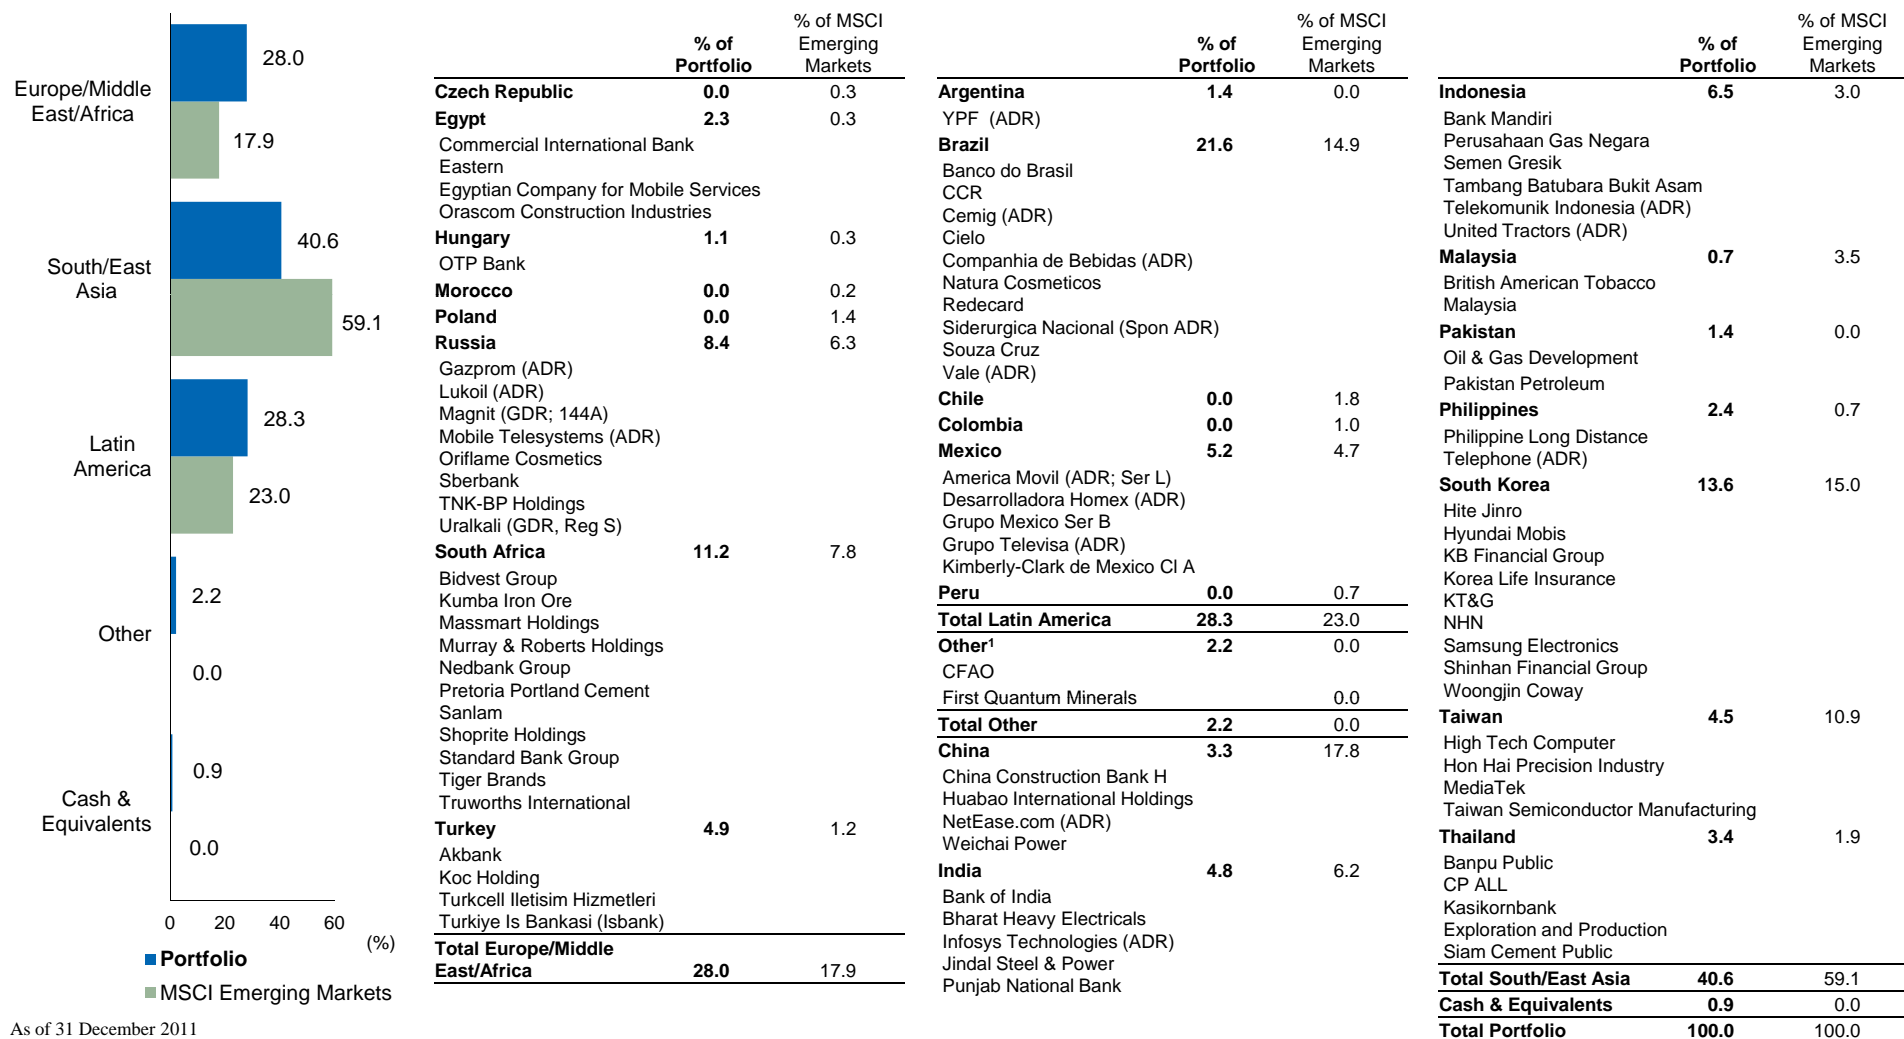 Europe/Middle
East/Africa
28.0
17.9
South/East
Asia
40.6
59.1
Latin
America
28.3
23.0
Other
2.2
0.0
Cash &
Equivalents
0.9
0.0
0 20 40 60
(%)
Portfolio
MSCI Emerging Markets
As of 31 December 2011
% of MSCI
% of Emerging
Portfolio Markets
Czech Republic 0.0 0.3
Egypt 2.3 0.3
Commercial International Bank
Eastern
Egyptian Company for Mobile Services
Orascom Construction Industries
Hungary 1.1 0.3
OTP Bank
Morocco 0.0 0.2
Poland 0.0 1.4
Russia 8.4 6.3
Gazprom (ADR)
Lukoil (ADR)
Magnit (GDR; 144A)
Mobile Telesystems (ADR)
Oriflame Cosmetics
Sberbank
TNK-BP Holdings
Uralkali (GDR, Reg S)
South Africa 11.2 7.8
Bidvest Group
Kumba Iron Ore
Massmart Holdings
Murray & Roberts Holdings
Nedbank Group
Pretoria Portland Cement
Sanlam
Shoprite Holdings
Standard Bank Group
Tiger Brands
Truworths International
Turkey 4.9 1.2
Akbank
Koc Holding
Turkcell Iletisim Hizmetleri
Turkiye Is Bankasi (Isbank)
Total Europe/Middle
East/Africa 28.0 17.9
% of MSCI
% of Emerging
Portfolio Markets
Argentina 1.4 0.0
YPF (ADR)
Brazil 21.6 14.9
Banco do Brasil
CCR
Cemig (ADR)
Cielo
Companhia de Bebidas (ADR)
Natura Cosmeticos
Redecard
Siderurgica Nacional (Spon ADR)
Souza Cruz
Vale (ADR)
Chile 0.0 1.8
Colombia 0.0 1.0
Mexico 5.2 4.7
America Movil (ADR; Ser L)
Desarrolladora Homex (ADR)
Grupo Mexico Ser B
Grupo Televisa (ADR)
Kimberly-Clark de Mexico Cl A
Peru 0.0 0.7
Total Latin America 28.3 23.0
Other¹ 2.2 0.0
CFAO
First Quantum Minerals 0.0
Total Other 2.2 0.0
China 3.3 17.8
China Construction Bank H
Huabao International Holdings
NetEase.com (ADR)
Weichai Power
India 4.8 6.2
Bank of India
Bharat Heavy Electricals
Infosys Technologies (ADR)
Jindal Steel & Power
Punjab National Bank
% of MSCI
% of Emerging
Portfolio Markets
Indonesia 6.5 3.0
Bank Mandiri
Perusahaan Gas Negara
Semen Gresik
Tambang Batubara Bukit Asam
Telekomunik Indonesia (ADR)
United Tractors (ADR)
Malaysia 0.7 3.5
British American Tobacco
Malaysia
Pakistan 1.4 0.0
Oil & Gas Development
Pakistan Petroleum
Philippines 2.4 0.7
Philippine Long Distance
Telephone (ADR)
South Korea 13.6 15.0
Hite Jinro
Hyundai Mobis
KB Financial Group
Korea Life Insurance
KT&G
NHN
Samsung Electronics
Shinhan Financial Group
Woongjin Coway
Taiwan 4.5 10.9
High Tech Computer
Hon Hai Precision Industry
MediaTek
Taiwan Semiconductor Manufacturing
Thailand 3.4 1.9
Banpu Public
CP ALL
Kasikornbank
Exploration and Production
Siam Cement Public
Total South/East Asia 40.6 59.1
Cash & Equivalents 0.9 0.0
Total Portfolio 100.0 100.0